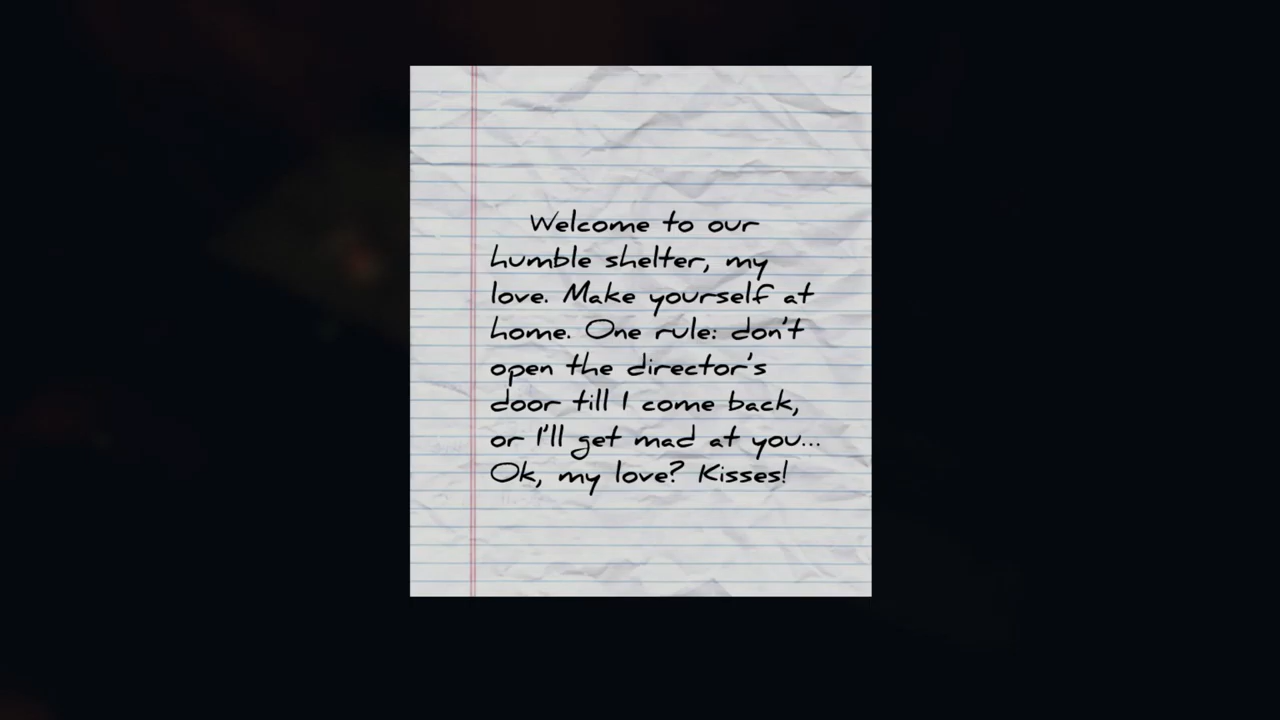 Welcome to our
humble shelter, my
love. Make yourself at
home. One rule: don't
open the director's
door till I come back,
or I'll get mad at you...
Ok, my love? Kisses!